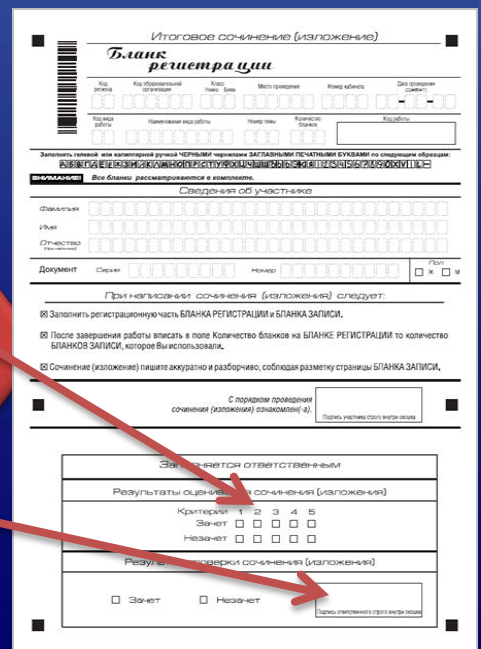 Итоговое сочинение (изложение)
Бланк
регистрации
Код региона
Код образовательной организации
Класс
Номер Буква
Место проведения
Номер кабинета
Дата проведения
Код вида работы
Наименование вида работы
Номер темы
Количество бланков
Код работы
Заполнять гелевой или капиллярной ручкой ЧЕРНЫМИ чернилами ЗАГЛАВНЫМИ ПЕЧАТНЫМИ БУКВАМИ по следующим образцам:
ВНИМАНИЕ! Все бланки рассматриваются в комплекте.
Сведения об участнике
Фамилия
Имя
Отчество
Документ Серия Номер
Пол
Ж М
При написании сочинения (изложения) следует:
Заполнить регистрационную часть БЛАНКА РЕГИСТРАЦИИ и БЛАНКА ЗАПИСИ.
После завершения работы вписать в поле Количество бланков на БЛАНКЕ РЕГИСТРАЦИИ то количество
БЛАНКОВ ЗАПИСИ, которое Вы использовали.
Сочинение (изложение) пишите аккуратно и разборчиво, соблюдая разметку страницы БЛАНКА ЗАПИСИ.
С порядком проведения
сочинения (изложения) ознакомлен(-а).
Подпись участника строго внутри окошка
ответственным
Результаты сочинения (изложения)
Критерии 1 2 3 4 5
Зачет
Незачет
сочинения (изложения)
Зачет Незачет
Подпись ответственного строго внутри окошка